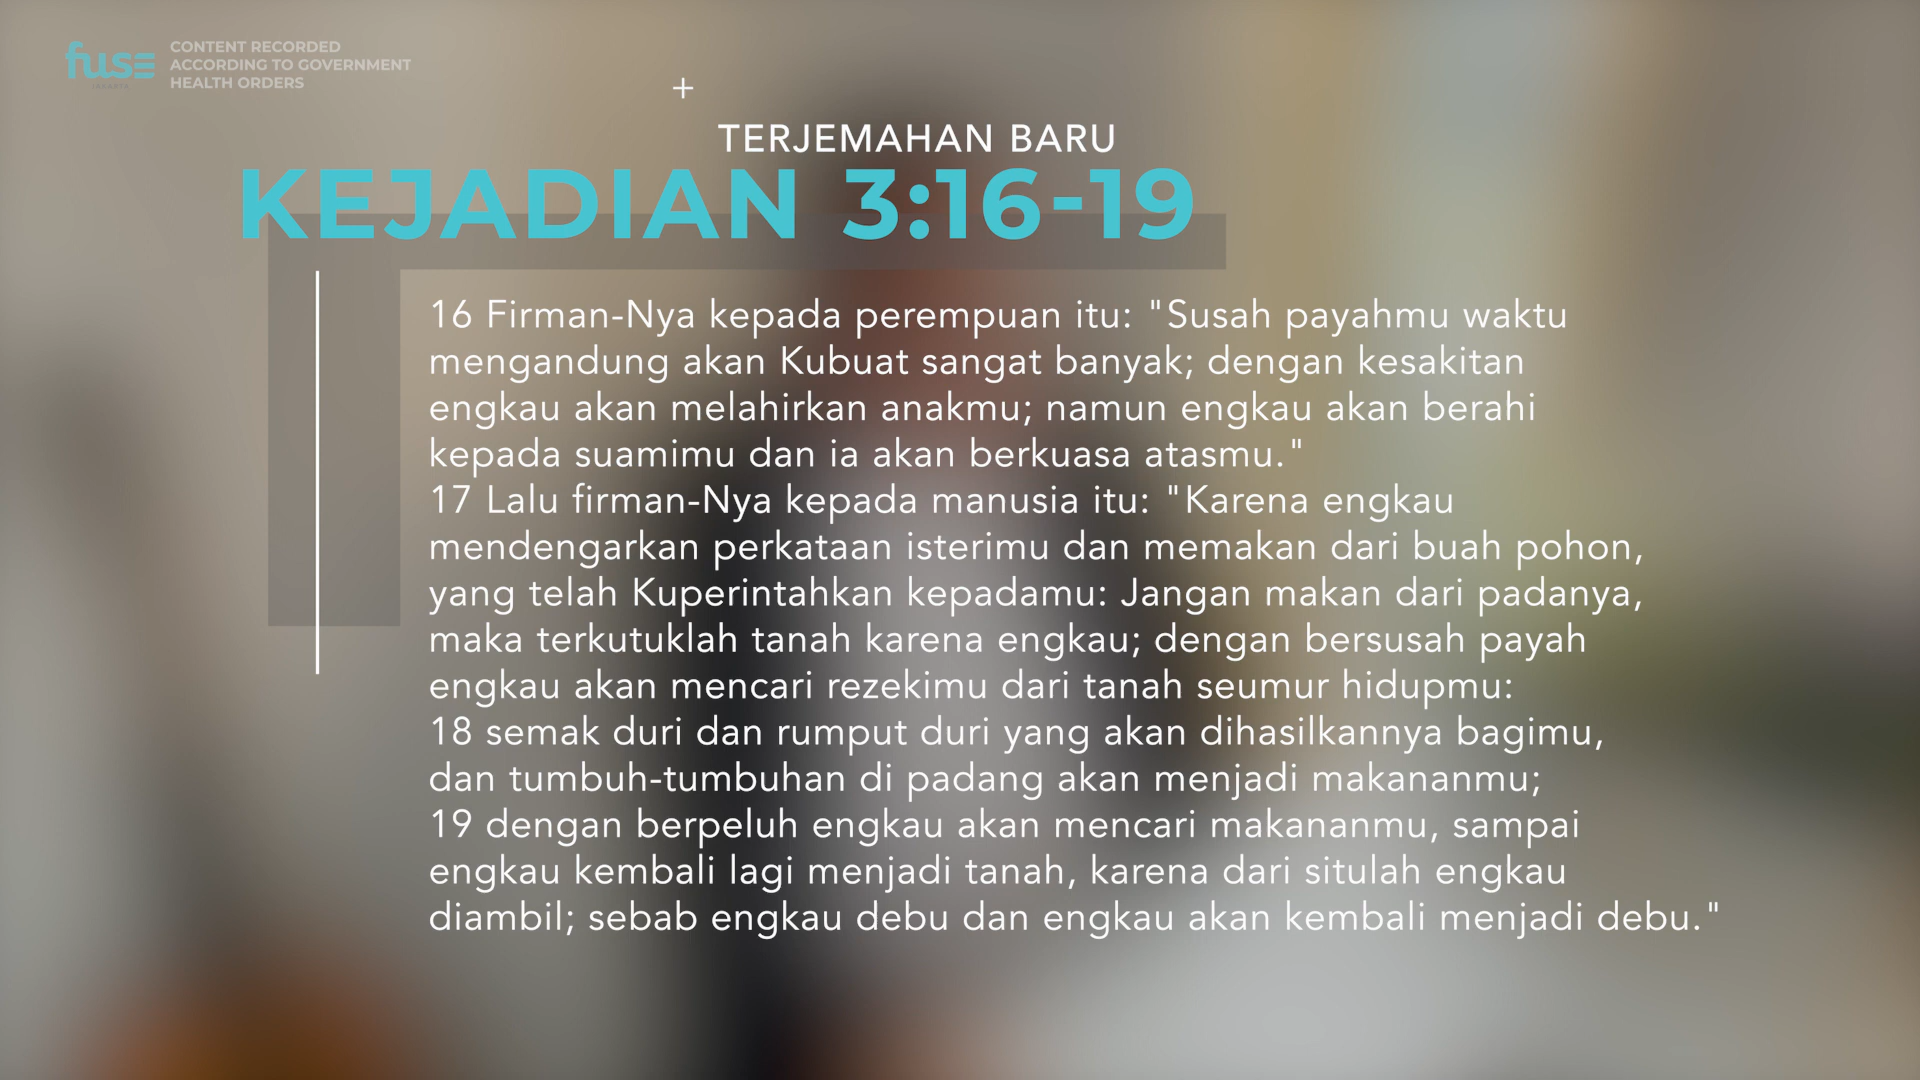 fuse
CONTENT RECORDED
ACCORDING TO GOVERNMENT
HEALTH ORDERS
TERJEMAHAN BARU
KEJADIAN 3:16-19
16 Firman-Nya kepada perempuan itu: "Susah payahmu waktu
mengandung akan Kubuat sangat banyak; dengan kesakitan
engkau akan melahirkan anakmu; namun engkau akan berahi
kepada suamimu dan ia akan berkuasa atasmu."
17 Lalu firman-Nya kepada manusia itu: "Karena engkau
mendengarkan perkataan isterimu dan memakan dari buah pohon,
yang telah Kuperintahkan kepadamu: Jangan makan dari padanya,
maka terkutuklah tanah karena engkau; dengan bersusah payah
engkau akan mencari rezekimu dari tanah seumur hidupmu:
18 semak duri dan rumput duri yang akan dihasilkannya bagimu,
dan tumbuh-tumbuhan di padang akan menjadi makananmu;
19 dengan berpeluh engkau akan mencari makananmu, sampai
engkau kembali lagi menjadi tanah, karena dari situlah engkau
diambil; sebab engkau debu dan engkau akan kembali menjadi debu."